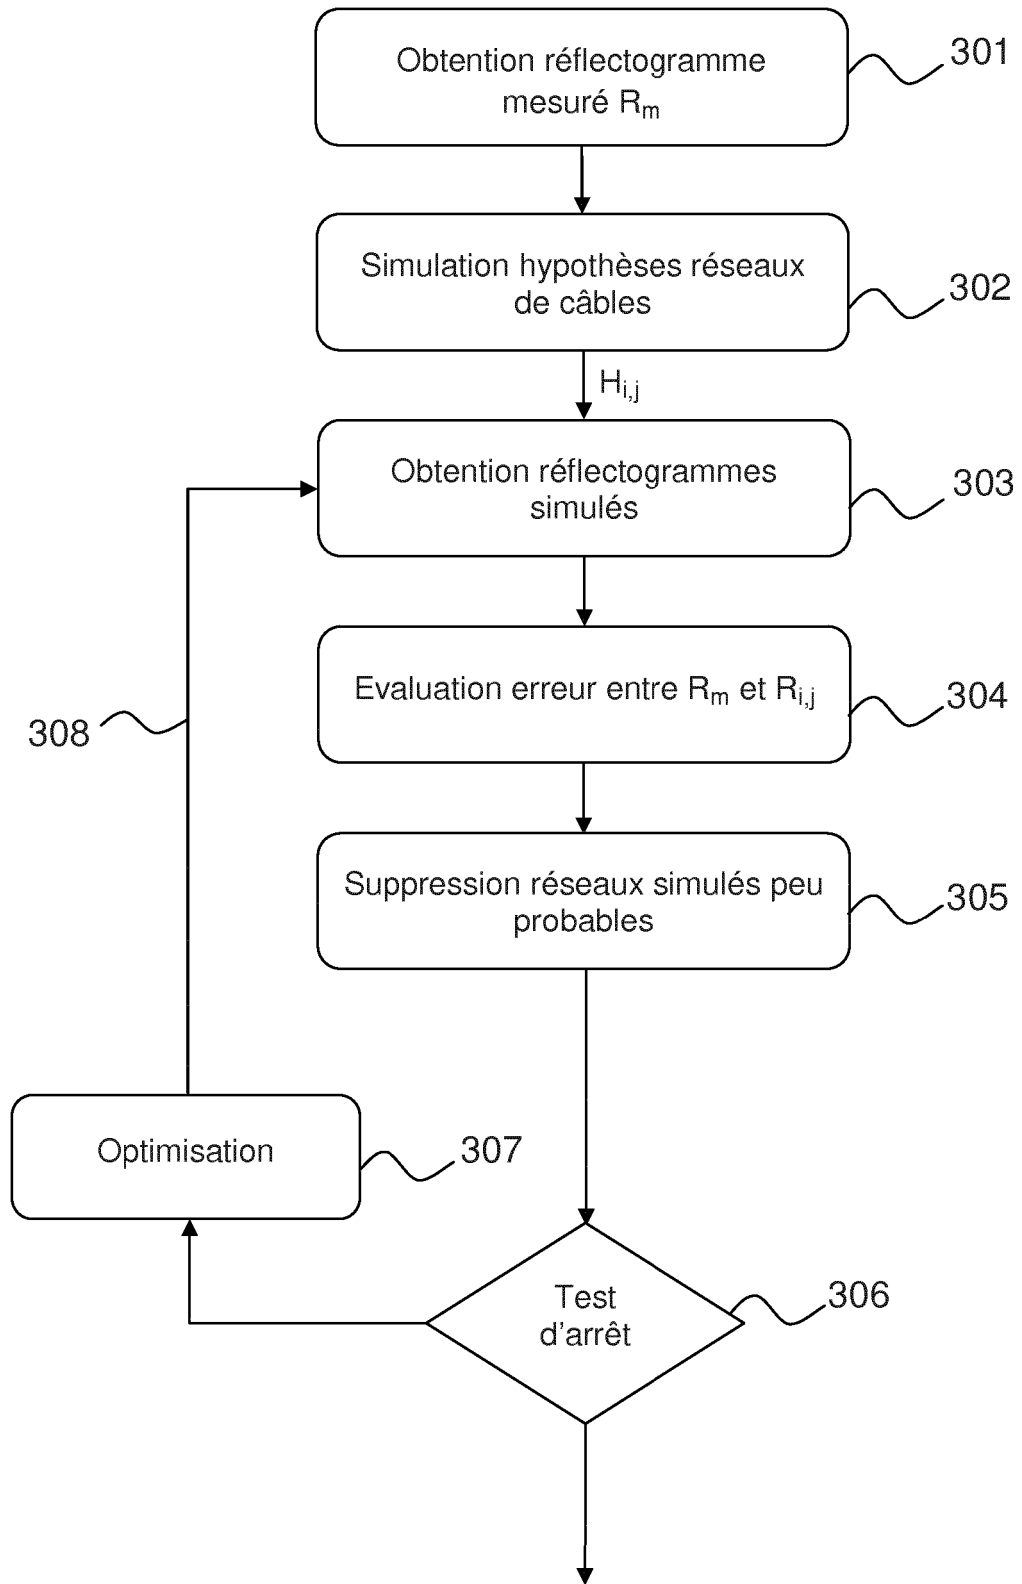 Obtention réflectogramme
mesuré Rm
301
Simulation hypothèses réseaux
de câbles
302
Hi,j
Obtention réflectogrammes
simulés
303
Evaluation erreur entre Rm et Ri,j
304
308
Suppression réseaux simulés peu
probables
305
Optimisation
307
Test
d'arrêt
306